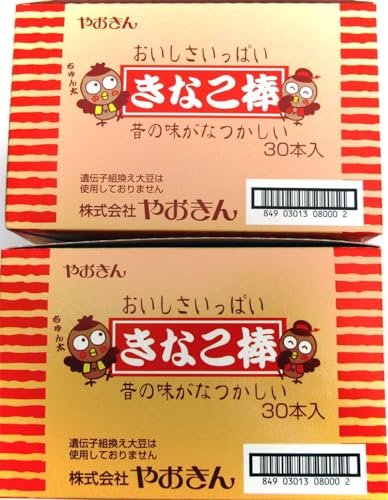 やおきん
おいしさいっぱい
ちゅん太
きなこ棒
昔の味がなつかしい
30本入
遺伝子組換え大豆は
使用しておりません
株式会社 やおきん
849 03013 08000 2
やおきん
おいしさいっぱい
ちゅん太
きなこ棒
昔の味がなつかしい
30本入
遺伝子組換え大豆は
使用しておりません
株式会社 やおきん
849 03013 08000 2